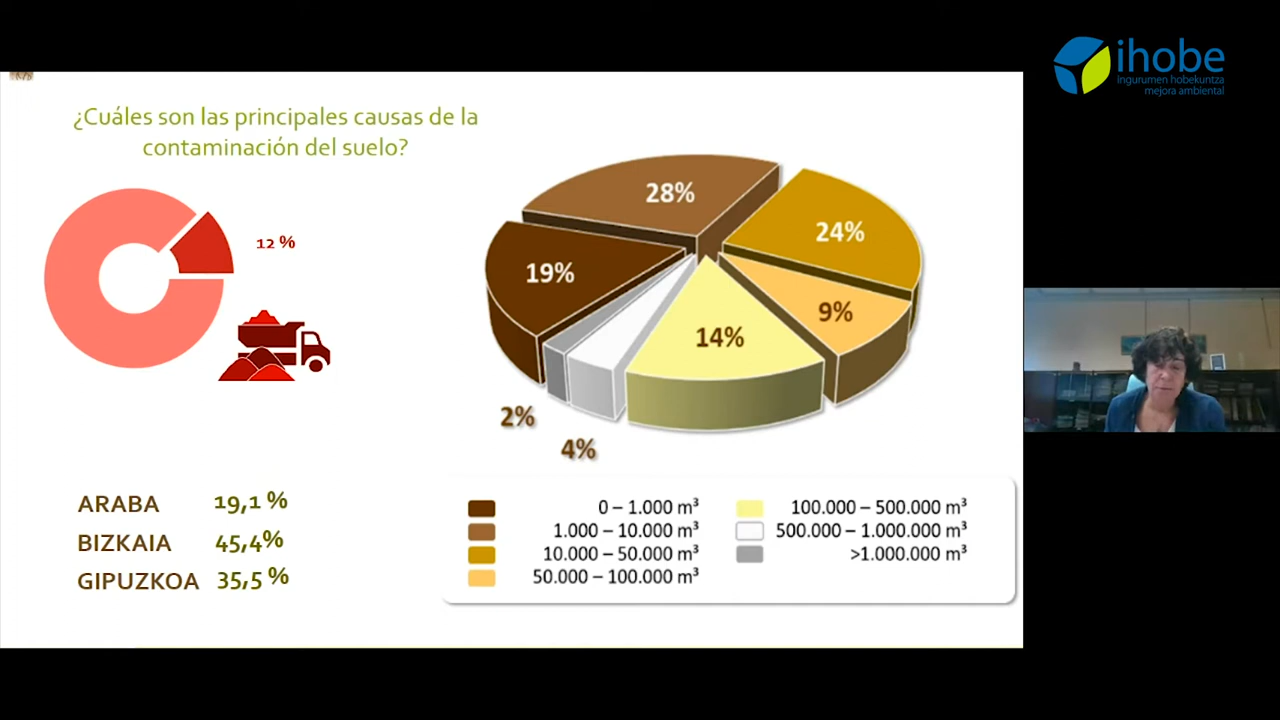 ihobe
ingurumen hobekuntza
mejora ambiental
¿Cuáles son las principales causas de la
contaminación del suelo?
12 %
28%
24%
19%
9%
14%
2%
4%
ARABA 19,1 %
BIZKAIA 45,4%
GIPUZKOA 35,5 %
0 – 1.000 m³
1.000 – 10.000 m³
10.000 – 50.000 m³
50.000 – 100.000 m³
100.000 – 500.000 m³
500.000 – 1.000.000 m³
>1.000.000 m³